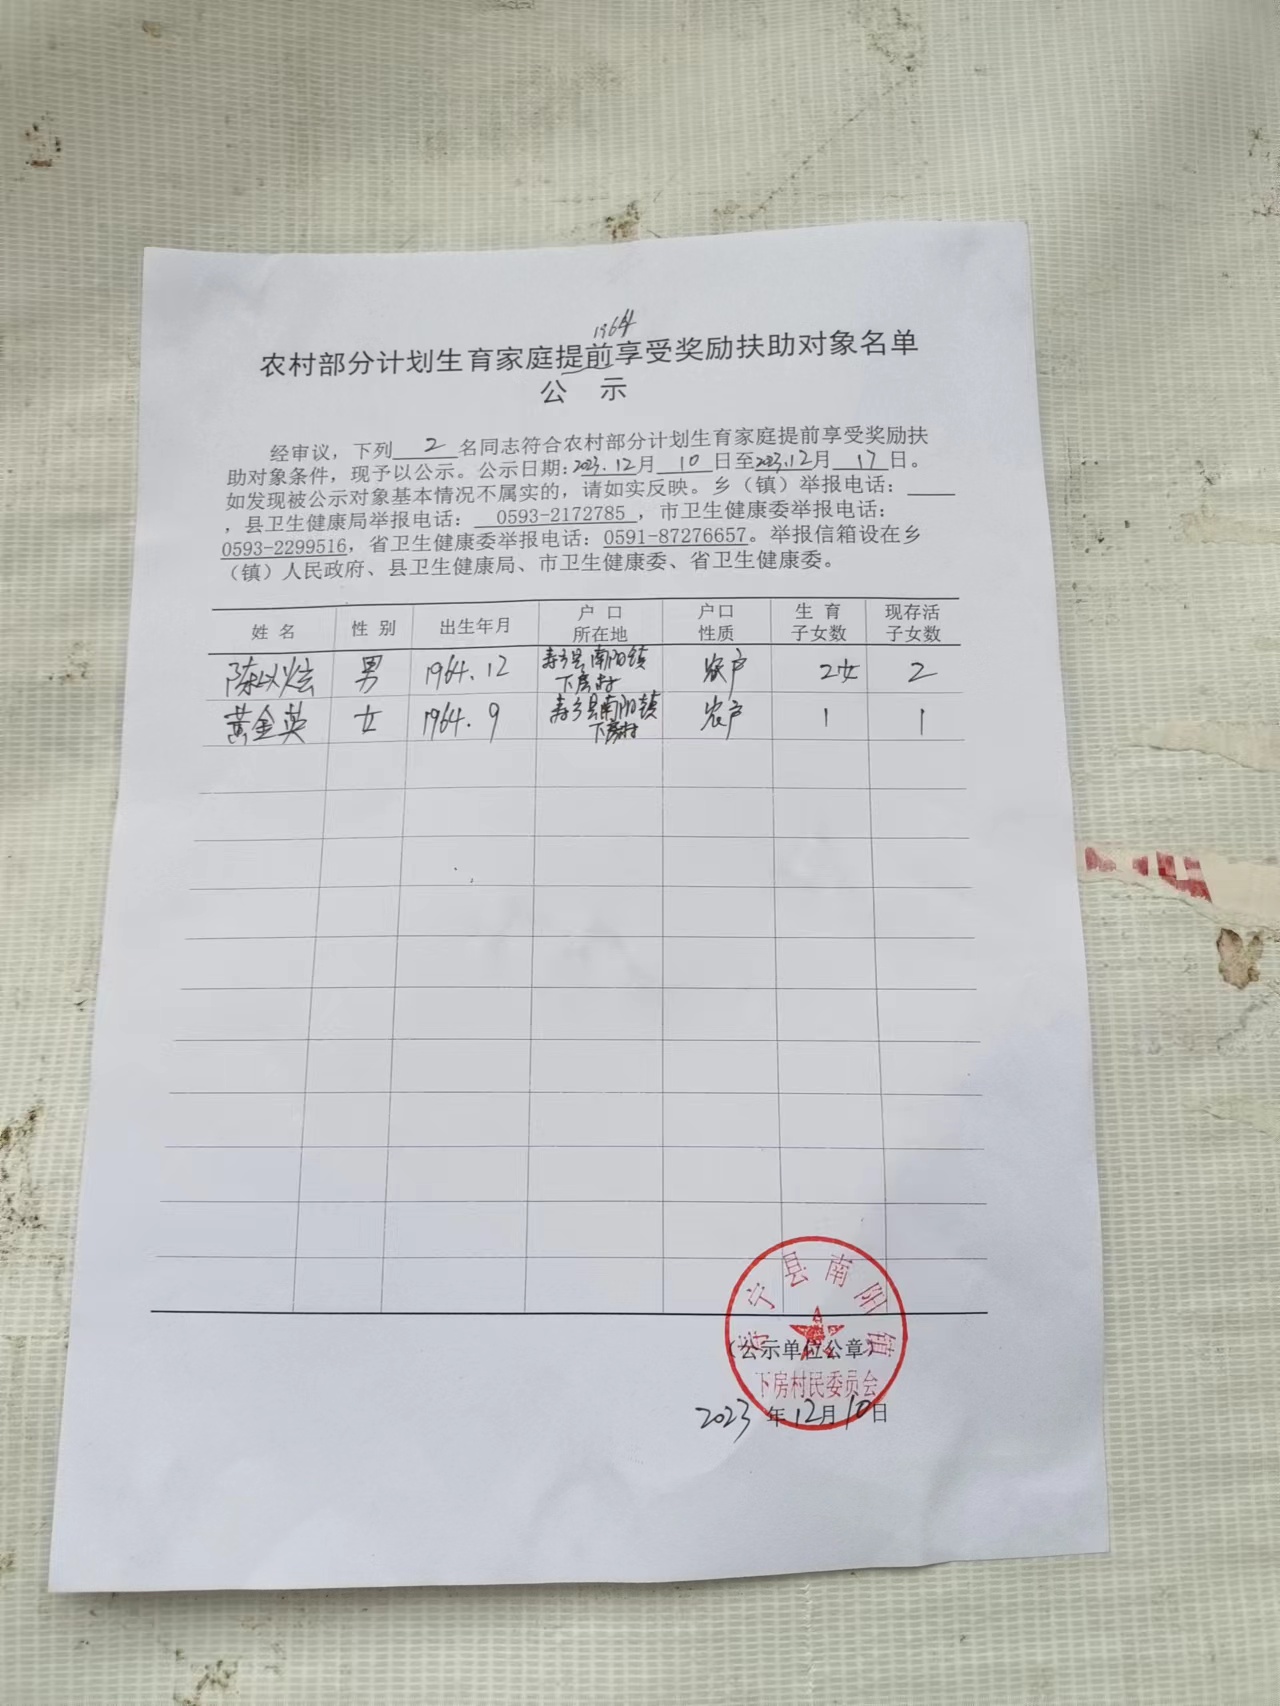 1964
农村部分计划生育家庭提前享受奖励扶助对象名单
公 示
经审议，下列 2 名同志符合农村部分计划生育家庭提前享受奖励扶
助对象条件，现予以公示。公示日期：2023.12月 10 日至2023.12月 17 日。
如发现被公示对象基本情况不属实的，请如实反映。乡（镇）举报电话：
，县卫生健康局举报电话： 0593-2172785 ，市卫生健康委举报电话：
0593-2299516，省卫生健康委举报电话：0591-87276657。举报信箱设在乡
（镇）人民政府、县卫生健康局、市卫生健康委、省卫生健康委。
姓 名 性 别 出生年月 户 口 所在地 户口 性质 生 育 子女数 现存活 子女数
陈以炫 男 1964.12 寿宁县南阳镇 下房村 农户 2女 2
黄金英 女 1964.9 寿宁县南阳镇 下房村 农户 1 1
寿宁县南阳镇
（公示单位公章）
下房村民委员会
2023 年 12月 10 日